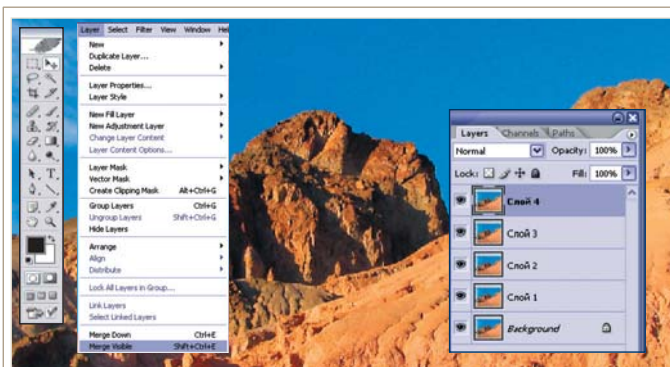 Layer Select Filter View Window Hel
New
Duplicate Layer...
Delete
Layer Properties...
Layer Style
New Fill Layer
New Adjustment Layer
Change Layer Content
Layer Content Options...
Layer Mask
Vector Mask
Create Clipping Mask Alt+Ctrl+G
Group Layers Ctrl+G
Ungroup Layers Shift+Ctrl+G
Hide Layers
Arrange
Align
Distribute
Lock All Layers in Group...
Link Layers
Select Linked Layers
Merge Down Ctrl+E
Merge Visible Shift+Ctrl+E
Layers Channels Paths
Normal Opacity: 100%
Lock: Fill: 100%
Слой 4
Слой 3
Слой 2
Слой 1
Background